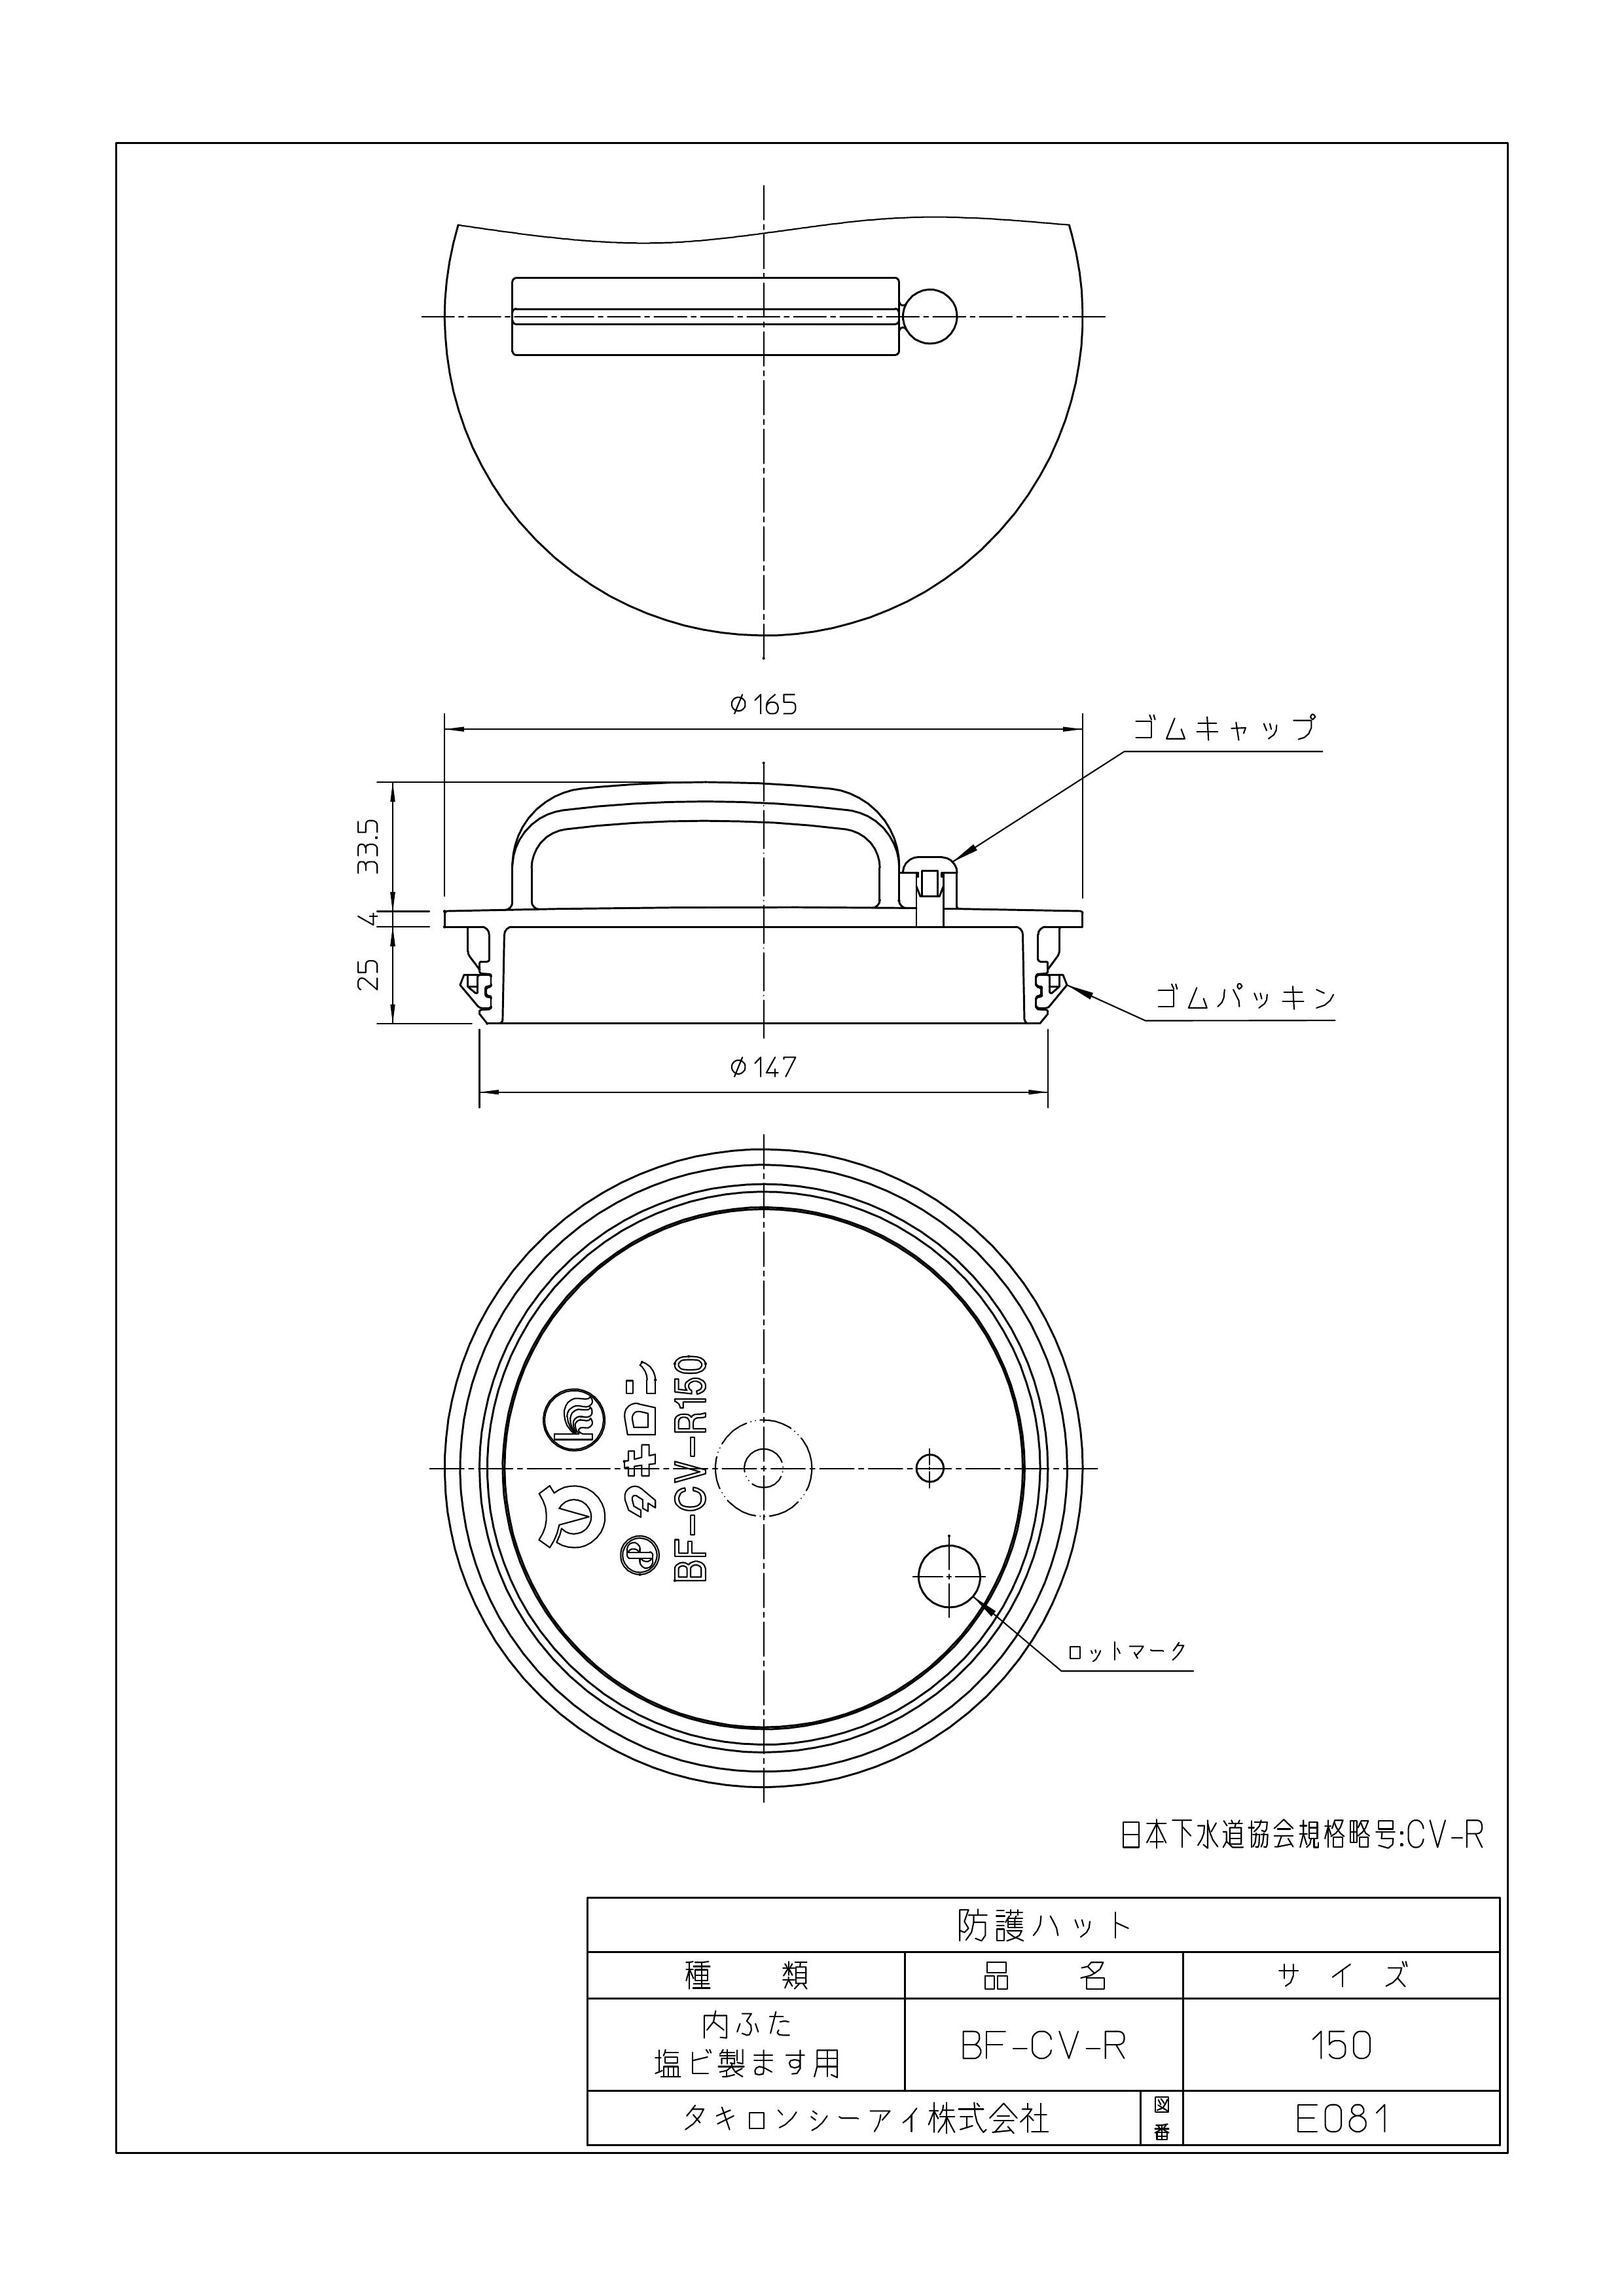 φ165
ゴムキャップ
33.5
4
25
ゴムパッキン
φ147
タキロン
BF-CV-R150
ロットマーク
日本下水道協会規格略号:CV-R
防護ハット
種 類 品 名 サ イ ズ
内ふた
塩ビ製ます用 BF-CV-R 150
タキロンシーアイ株式会社 図番 E081